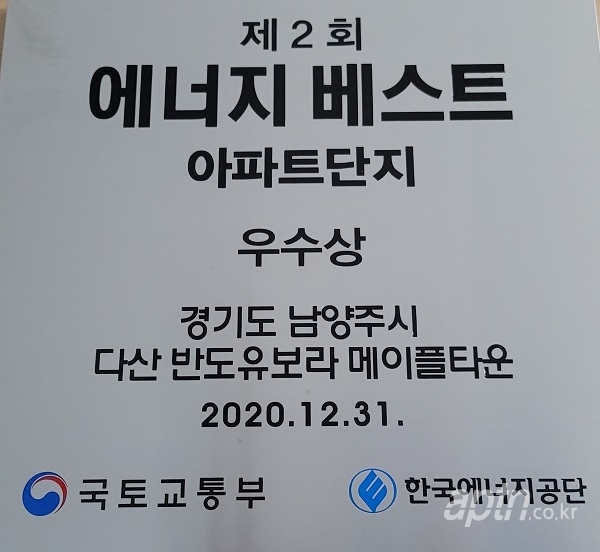 제 2 회
에너지 베스트
아파트단지
우수상
경기도 남양주시
다산 반도유보라 메이플타운
2020.12.31.
국토교통부
한국에너지공단
aptn.co.kr